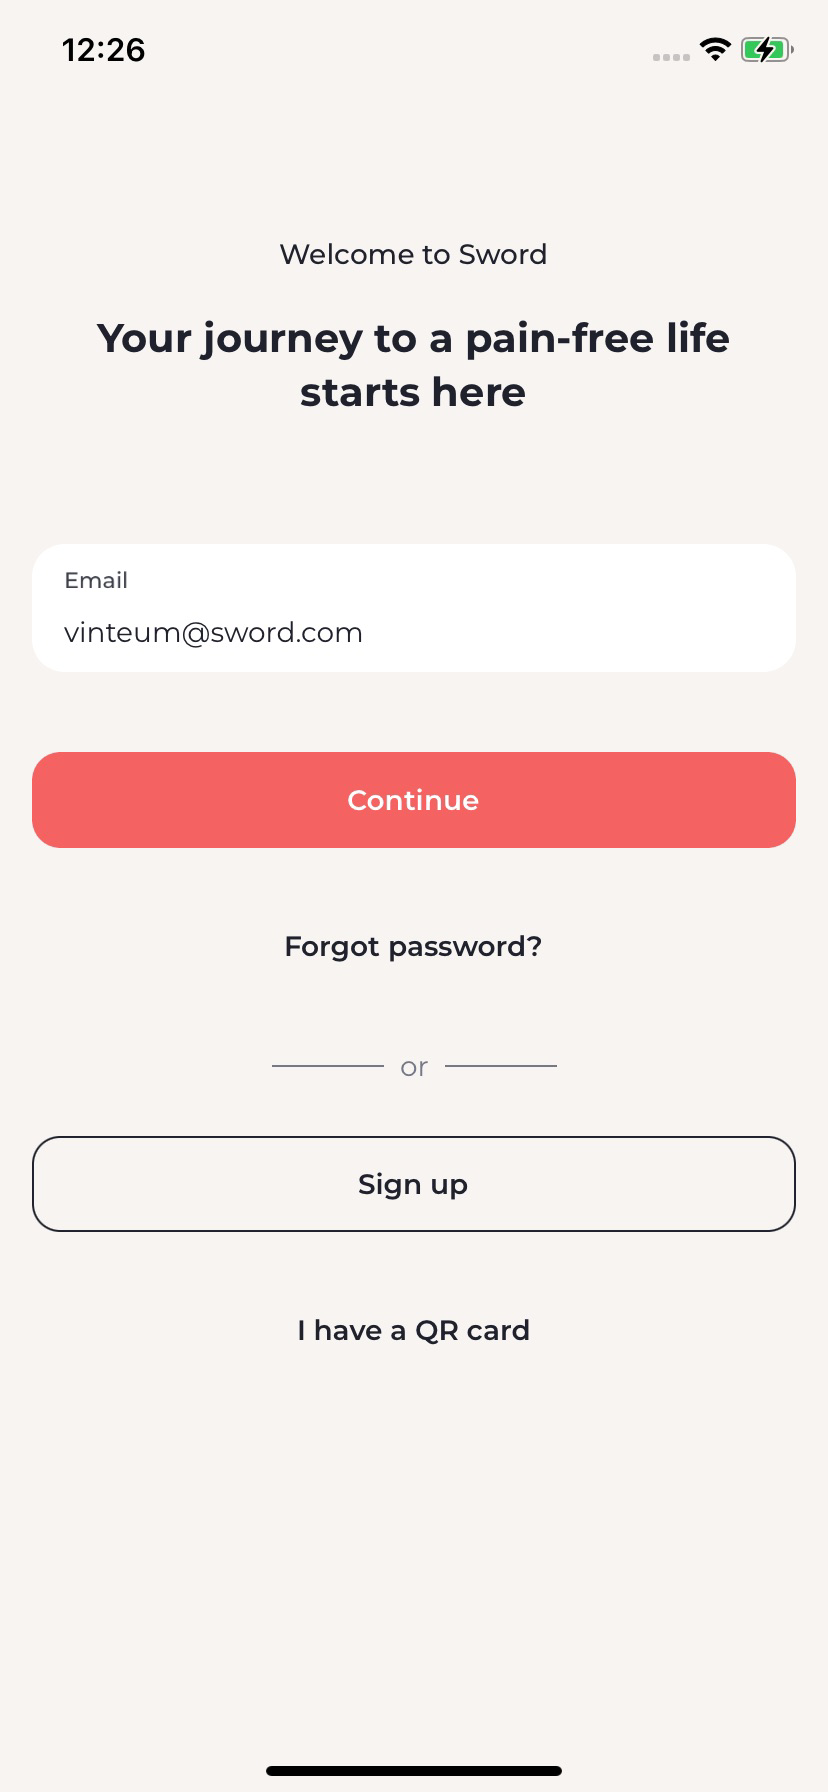 12:26
Welcome to Sword
Your journey to a pain-free life
starts here
Email
vinteum@sword.com
Continue
Forgot password?
or
Sign up
I have a QR card